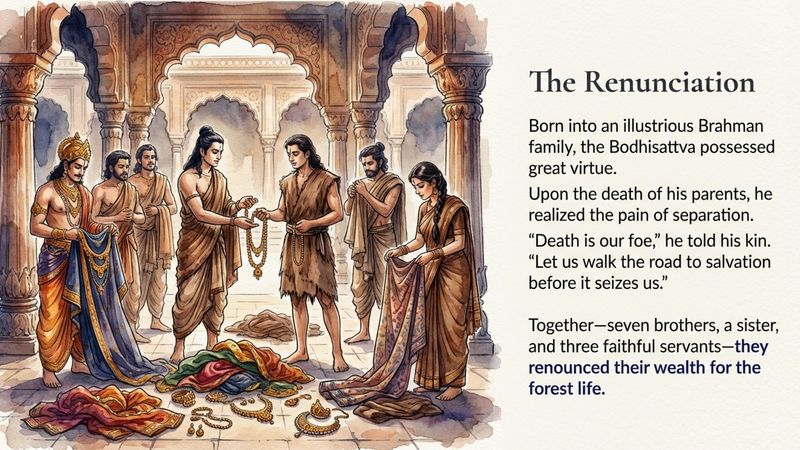 The Renunciation
Born into an illustrious Brahman
family, the Bodhisattva possessed
great virtue.
Upon the death of his parents, he
realized the pain of separation.
“Death is our foe,” he told his kin.
“Let us walk the road to salvation
before it seizes us.”
Together—seven brothers, a sister,
and three faithful servants—they
renounced their wealth for the
forest life.